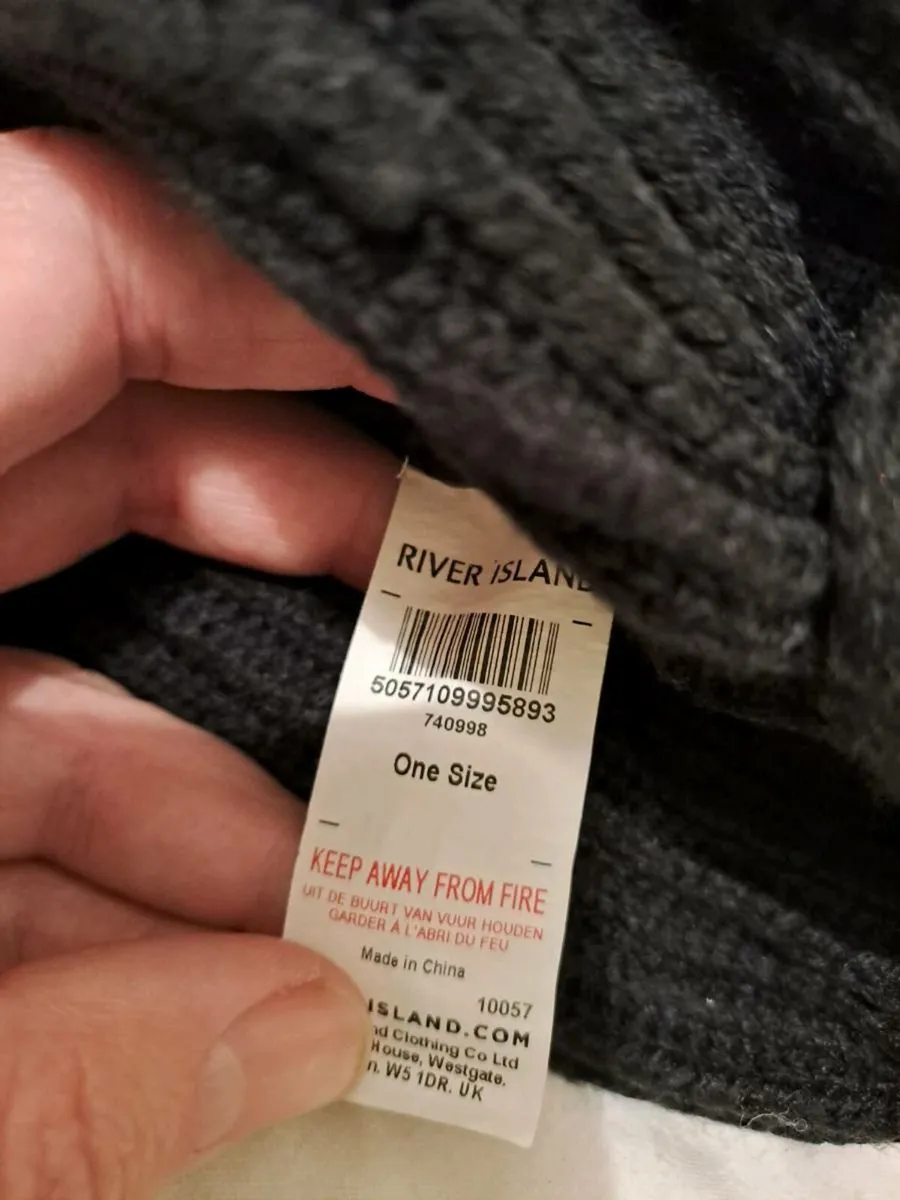 RIVER ISLAND
5057109995893
740998
One Size
KEEP AWAY FROM FIRE
UIT DE BUURT VAN VUUR HOUDEN
GARDER À L'ABRI DU FEU
Made in China
10057
ISLAND.COM
Clothing Co Ltd
House, Westgate,
W5 1DR. UK